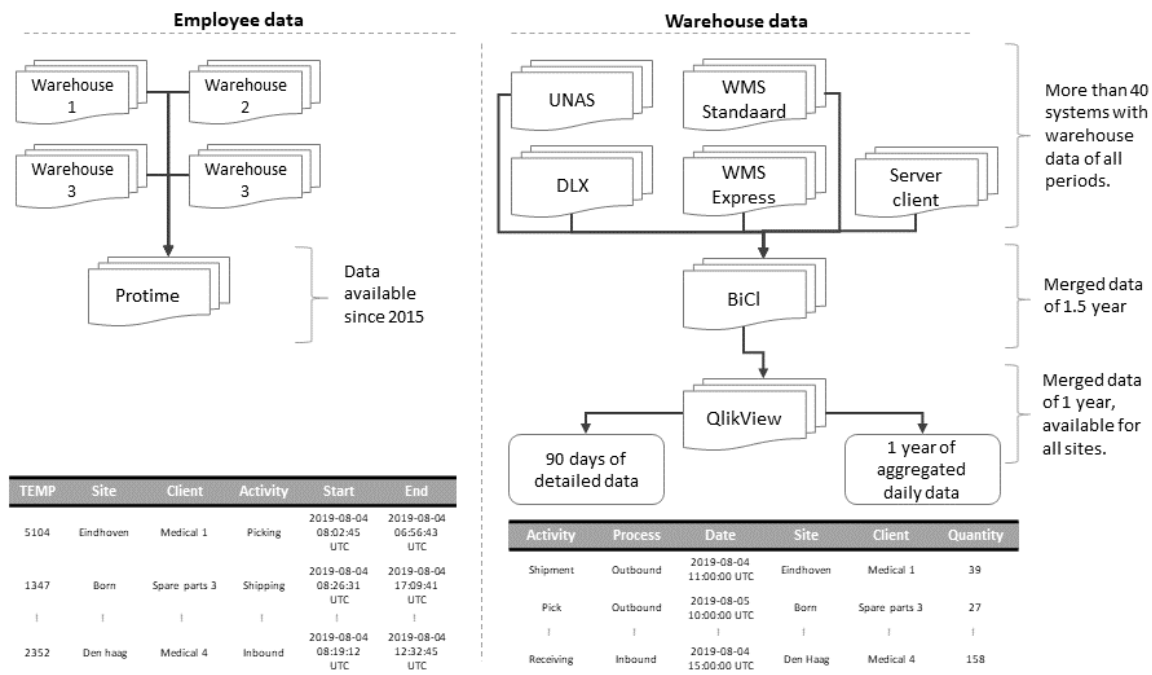 Employee data
Warehouse
1
Warehouse
2
Warehouse
3
Warehouse
3
Protime
Data
available
since 2015
TEMP Site Client Activity Start End
5104 Eindhoven Medical 1 Picking 2019-08-04 08:02:45 UTC 2019-08-04 06:56:43 UTC
1347 Born Spare parts 3 Shipping 2019-08-04 08:26:31 UTC 2019-08-04 17:09:41 UTC
2352 Den haag Medical 4 Inbound 2019-08-04 08:19:12 UTC 2019-08-04 12:32:45 UTC
Warehouse data
UNAS
WMS
Standaard
DLX
WMS
Express
Server
client
More than 40
systems with
warehouse
data of all
periods.
BiCl
Merged data
of 1.5 year
QlikView
Merged data
of 1 year,
available for
all sites.
90 days of
detailed data
1 year of
aggregated
daily data
Activity Process Date Site Client Quantity
Shipment Outbound 2019-08-04 11:00:00 UTC Eindhoven Medical 1 39
Pick Outbound 2019-08-05 10:00:00 UTC Born Spare parts 3 27
Receiving Inbound 2019-08-04 15:00:00 UTC Den Haag Medical 4 158